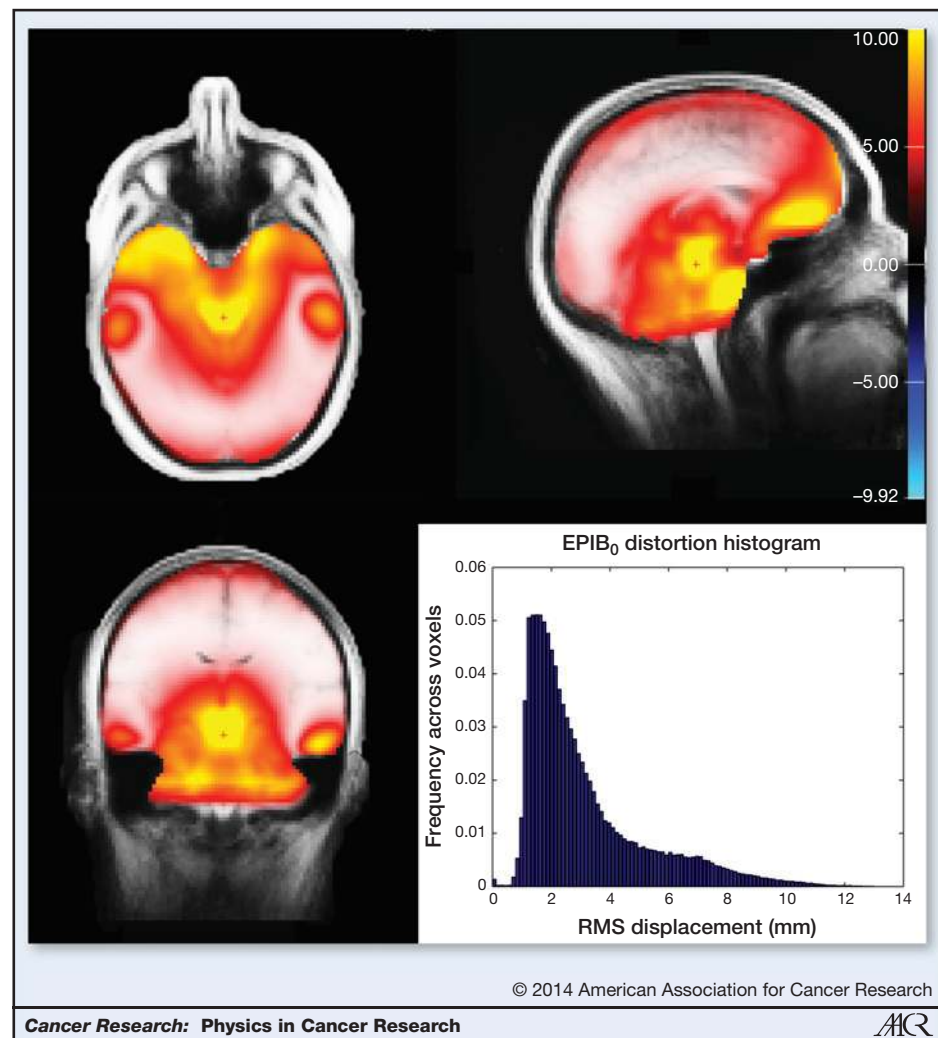 10.00
5.00
0.00
–5.00
–9.92
EPIB₀ distortion histogram
Frequency across voxels
0.06
0.05
0.04
0.03
0.02
0.01
0
0 2 4 6 8 10 12 14
RMS displacement (mm)
© 2014 American Association for Cancer Research
Cancer Research: Physics in Cancer Research
AACR